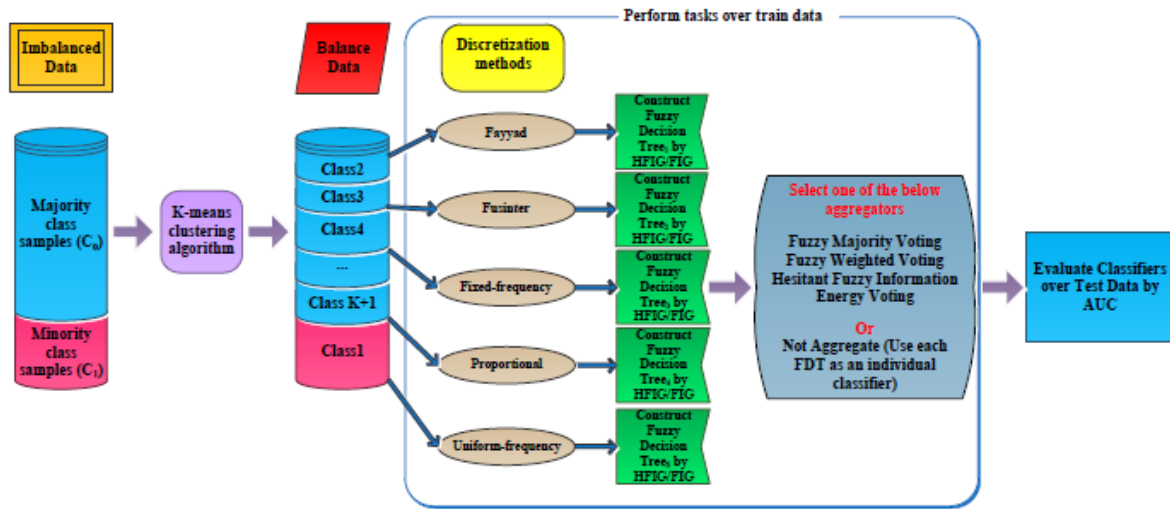 Perform tasks over train data
Imbalanced
Data
Balance
Data
Discretization
methods
Majority
class
samples (C0)
Minority
class
samples (C1)
K-means
clustering
algorithm
Class2
Class3
Class4
...
Class K+1
Class1
Fayyad
Fusinter
Fixed-frequency
Proportional
Uniform-frequency
Construct
Fuzzy
Decision
Tree1 by
HFIG/FIG
Construct
Fuzzy
Decision
Tree2 by
HFIG/FIG
Construct
Fuzzy
Decision
Tree3 by
HFIG/FIG
Construct
Fuzzy
Decision
Tree4 by
HFIG/FIG
Construct
Fuzzy
Decision
Tree5 by
HFIG/FIG
Select one of the below
aggregators
Fuzzy Majority Voting
Fuzzy Weighted Voting
Hesitant Fuzzy Information
Energy Voting
Or
Not Aggregate (Use each
FDT as an individual
classifier)
Evaluate Classifiers
over Test Data by
AUC